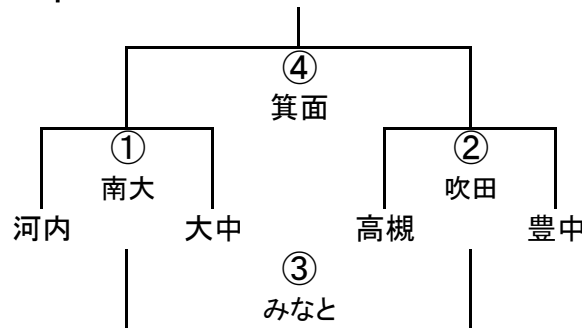 ④
箕面
① ②
南大 吹田
河内 大中 高槻 豊中
③
みなと